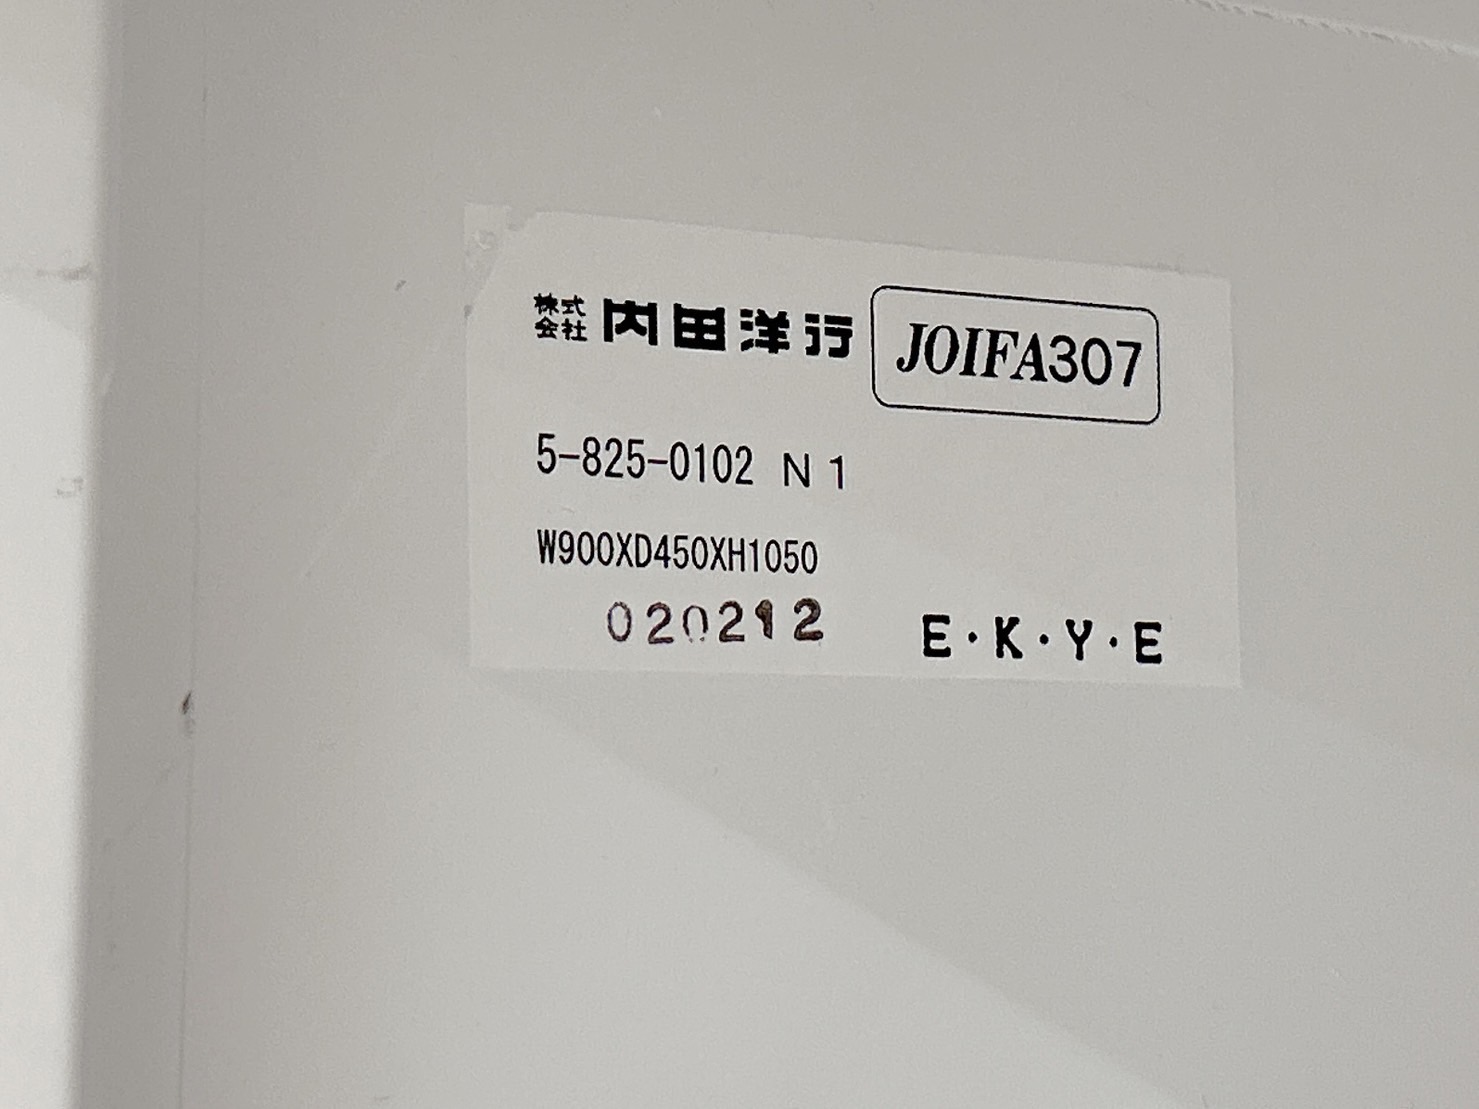 株式会社 内田洋行 JOIFA307
5-825-0102 N 1
W900XD450XH1050
020212 E・K・Y・E